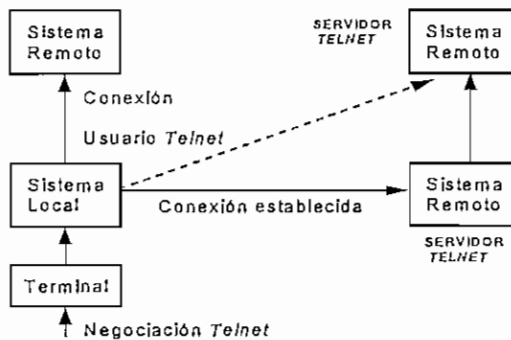 Sistema
Remoto
SERVIDOR
TELNET
Sistema
Remoto
Conexión
Usuario Telnet
Sistema
Local
Conexión establecida
Sistema
Remoto
SERVIDOR
TELNET
Terminal
Negociación Telnet